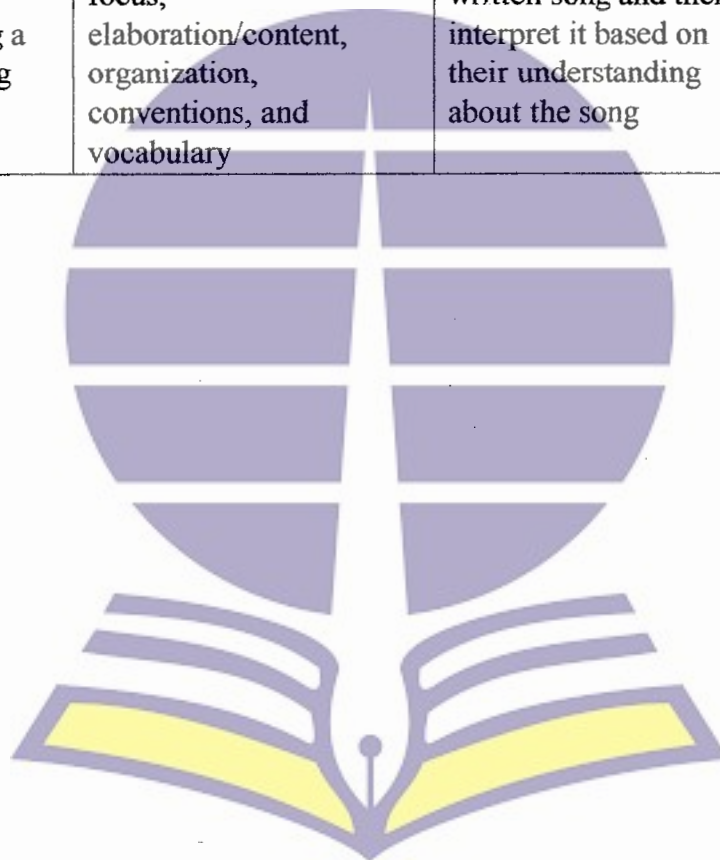 focus,
g a elaboration/content, interpret it based on
g organization, their understanding
conventions, and about the song
vocabulary